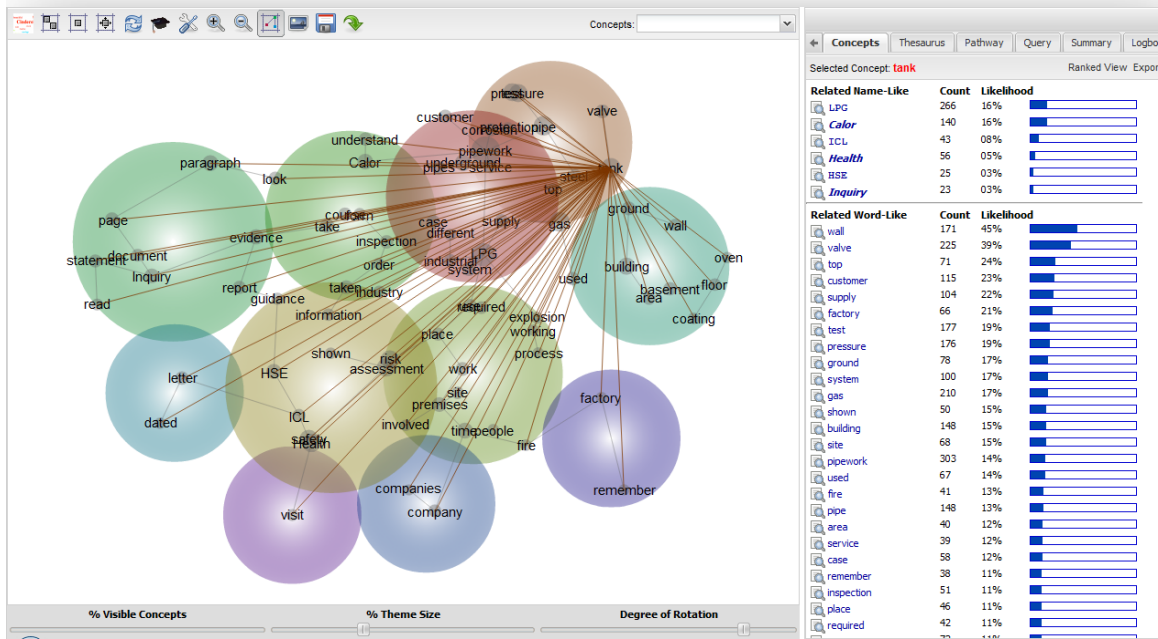 Concepts:
pressure
test
valve
customer
protection
pipe
corrosion
understand
pipework
paragraph
Calor
underground
pipes
service
tank
look
steel
top
page
course
form
take
case
different
supply
gas
ground
wall
evidence
inspection
document
statement
Inquiry
order
industrial
LPG
system
used
building
oven
basement
area
floor
read
report
guidance
taken
industry
information
use
required
explosion
working
coating
place
process
shown
risk
assessment
work
letter
HSE
site
premises
factory
dated
ICL
involved
safety
Health
time
people
fire
companies
company
visit
remember
% Visible Concepts
% Theme Size
Degree of Rotation
Concepts Thesaurus Pathway Query Summary Logbo
Selected Concept: tank Ranked View Expor
Related Name-Like Count Likelihood
LPG 266 16%
Calor 140 16%
ICL 43 08%
Health 56 05%
HSE 25 03%
Inquiry 23 03%
Related Word-Like Count Likelihood
wall 171 45%
valve 225 39%
top 71 24%
customer 115 23%
supply 104 22%
factory 66 21%
test 177 19%
pressure 176 19%
ground 78 17%
system 100 17%
gas 210 17%
shown 50 15%
building 148 15%
site 68 15%
pipework 303 14%
used 67 14%
fire 41 13%
pipe 148 13%
area 40 12%
service 39 12%
case 58 12%
remember 38 11%
inspection 51 11%
place 46 11%
required 42 11%